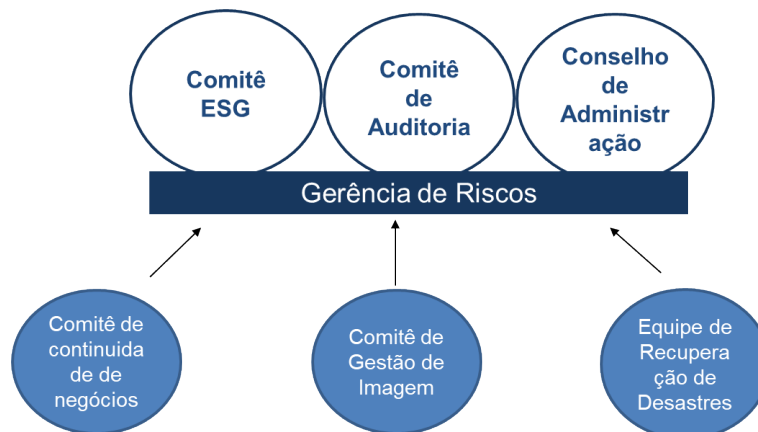 Comitê
ESG
Comitê
de
Auditoria
Conselho
de
Administr
ação
Gerência de Riscos
Comitê de
continuida
de de
negócios
Comitê de
Gestão de
Imagem
Equipe de
Recupera
ção de
Desastres